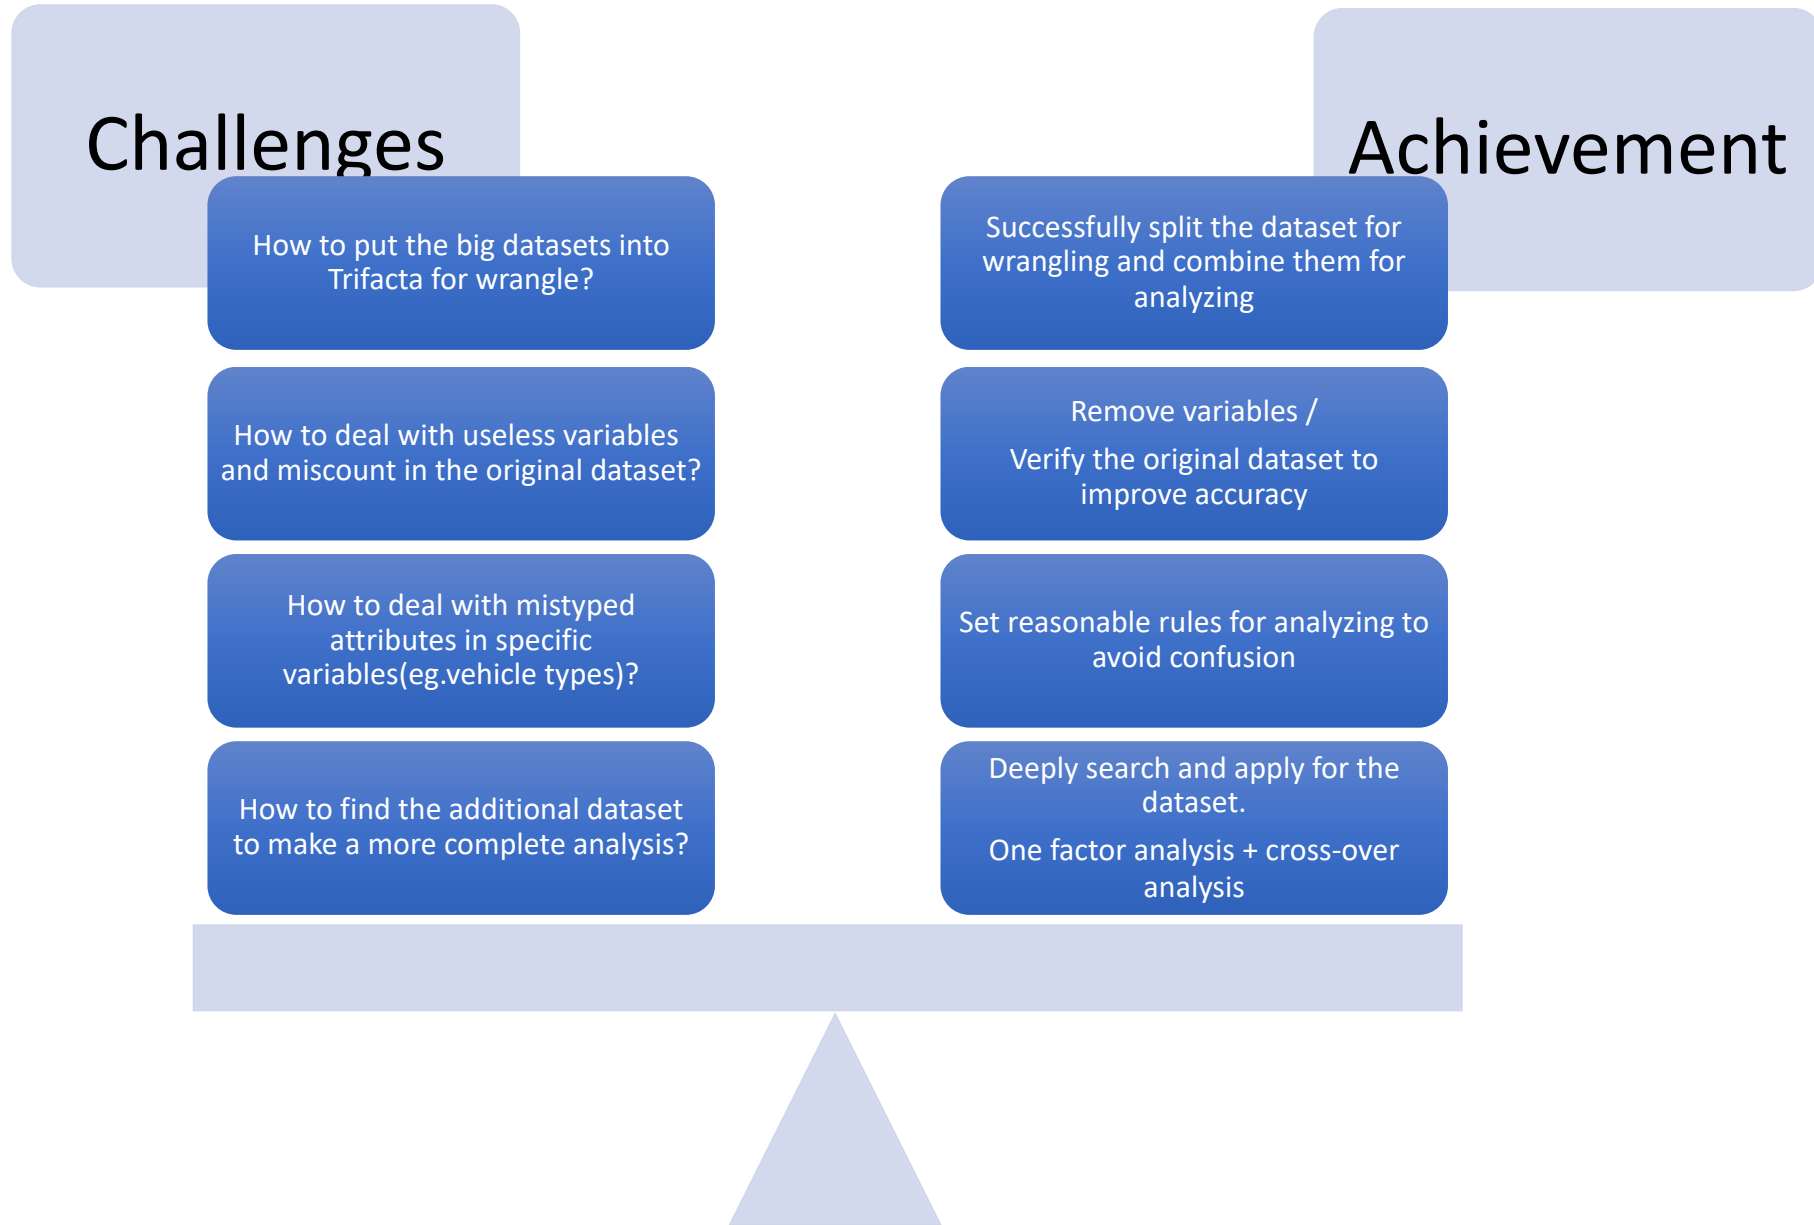 Challenges
How to put the big datasets into
Trifacta for wrangle?
How to deal with useless variables
and miscount in the original dataset?
How to deal with mistyped
attributes in specific
variables(eg.vehicle types)?
How to find the additional dataset
to make a more complete analysis?
Achievement
Successfully split the dataset for
wrangling and combine them for
analyzing
Remove variables /
Verify the original dataset to
improve accuracy
Set reasonable rules for analyzing to
avoid confusion
Deeply search and apply for the
dataset.
One factor analysis + cross-over
analysis